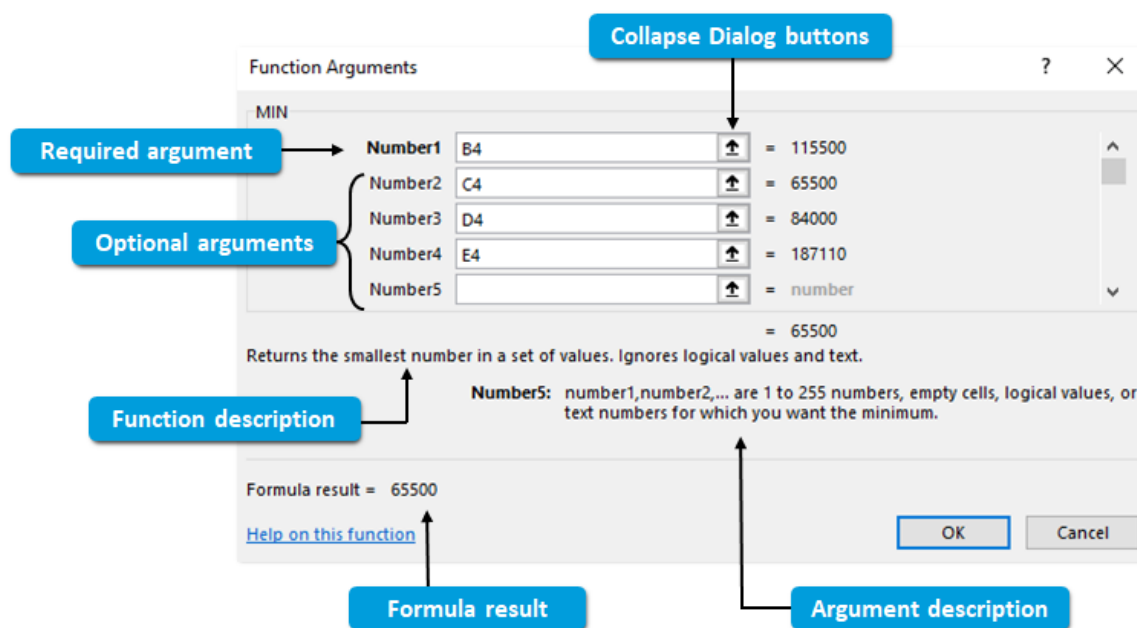 Collapse Dialog buttons
Function Arguments ? ×
MIN
Required argument
Number1 B4 = 115500
Number2 C4 = 65500
Number3 D4 = 84000
Optional arguments
Number4 E4 = 187110
Number5 = number
= 65500
Returns the smallest number in a set of values. Ignores logical values and text.
Number5: number1,number2,... are 1 to 255 numbers, empty cells, logical values, or
text numbers for which you want the minimum.
Function description
Formula result = 65500
Help on this function OK Cancel
Formula result
Argument description